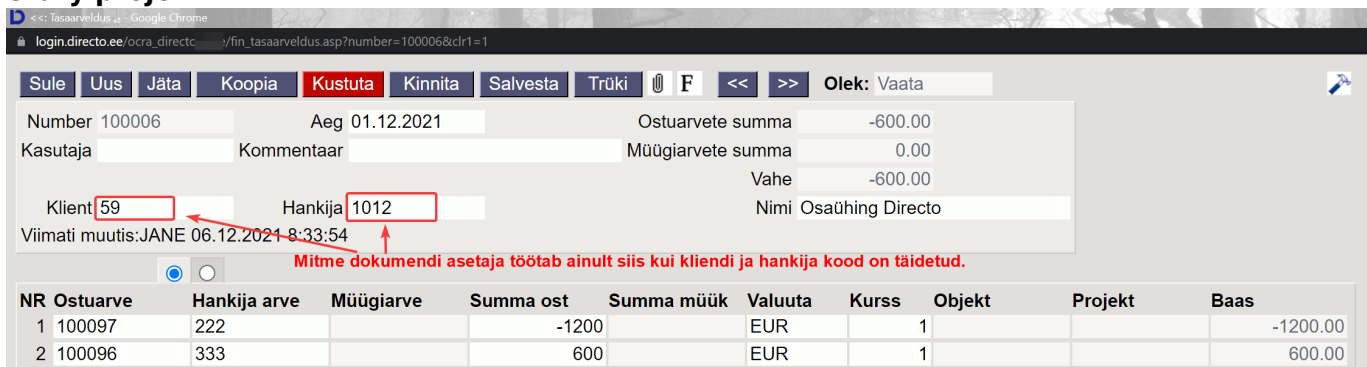 <<: Tasaarveldus - Google Chrome
login.directo.ee/ocra_directo /fin_tasaarveldus.asp?number=100006&clr1=1
Sule Uus Jäta Koopia Kustuta Kinnita Salvesta Trüki F << >> Olek: Vaata
Number 100006 Aeg 01.12.2021 Ostuarvete summa -600.00
Kasutaja Kommentaar Müügiarvete summa 0.00
Vahe -600.00
Klient 59 Hankija 1012 Nimi Osaühing Directo
Viimati muutis:JANE 06.12.2021 8:33:54
Mitme dokumendi asetaja töötab ainult siis kui kliendi ja hankija kood on täidetud.
NR Ostuarve Hankija arve Müügiarve Summa ost Summa müük Valuuta Kurss Objekt Projekt Baas
1 100097 222 -1200 EUR 1 -1200.00
2 100096 333 600 EUR 1 600.00